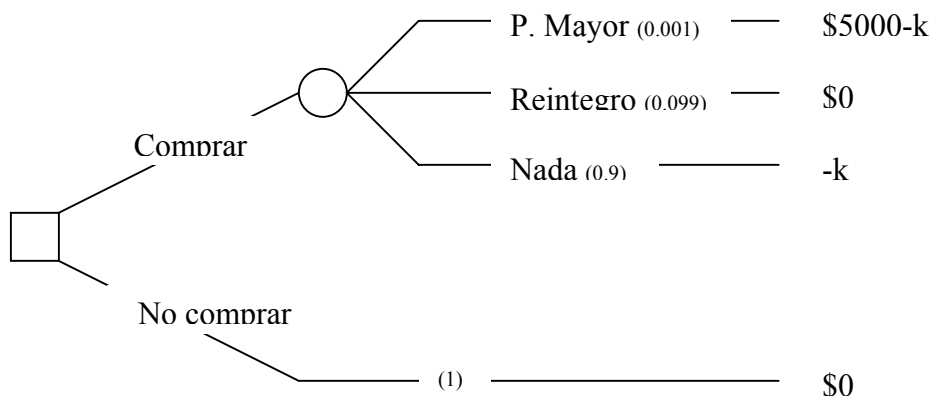 P. Mayor (0.001) $5000-k
Reintegro (0.099) $0
Comprar
Nada (0.9) -k
No comprar
(1) $0